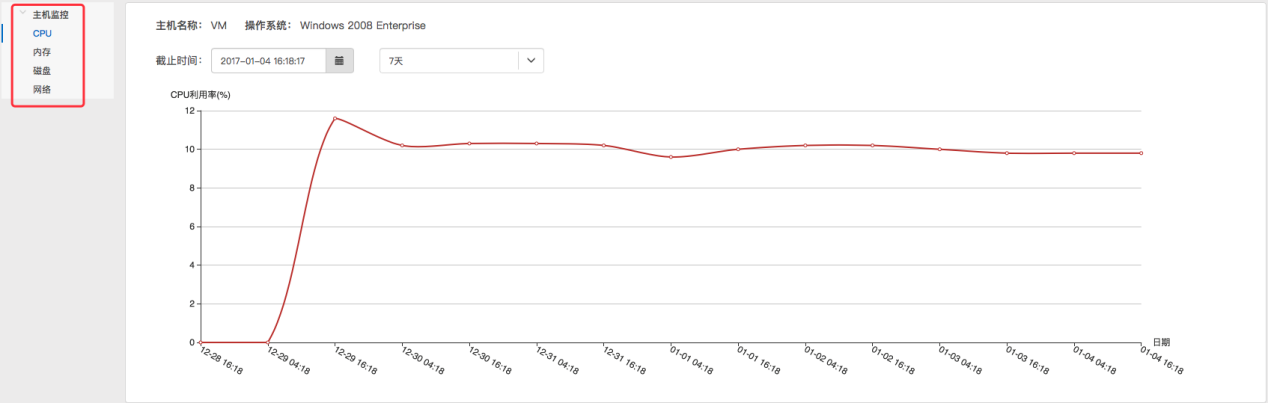 主机监控
CPU
内存
磁盘
网络
主机名称： VM 操作系统： Windows 2008 Enterprise
截止时间： 2017-01-04 16:18:17 7天
CPU利用率(%)
12
10
8
6
4
2
0
日期
12-28 16:18
12-29 04:18
12-29 16:18
12-30 04:18
12-30 16:18
12-31 04:18
12-31 16:18
01-01 04:18
01-01 16:18
01-02 04:18
01-02 16:18
01-03 04:18
01-03 16:18
01-04 04:18
01-04 16:18